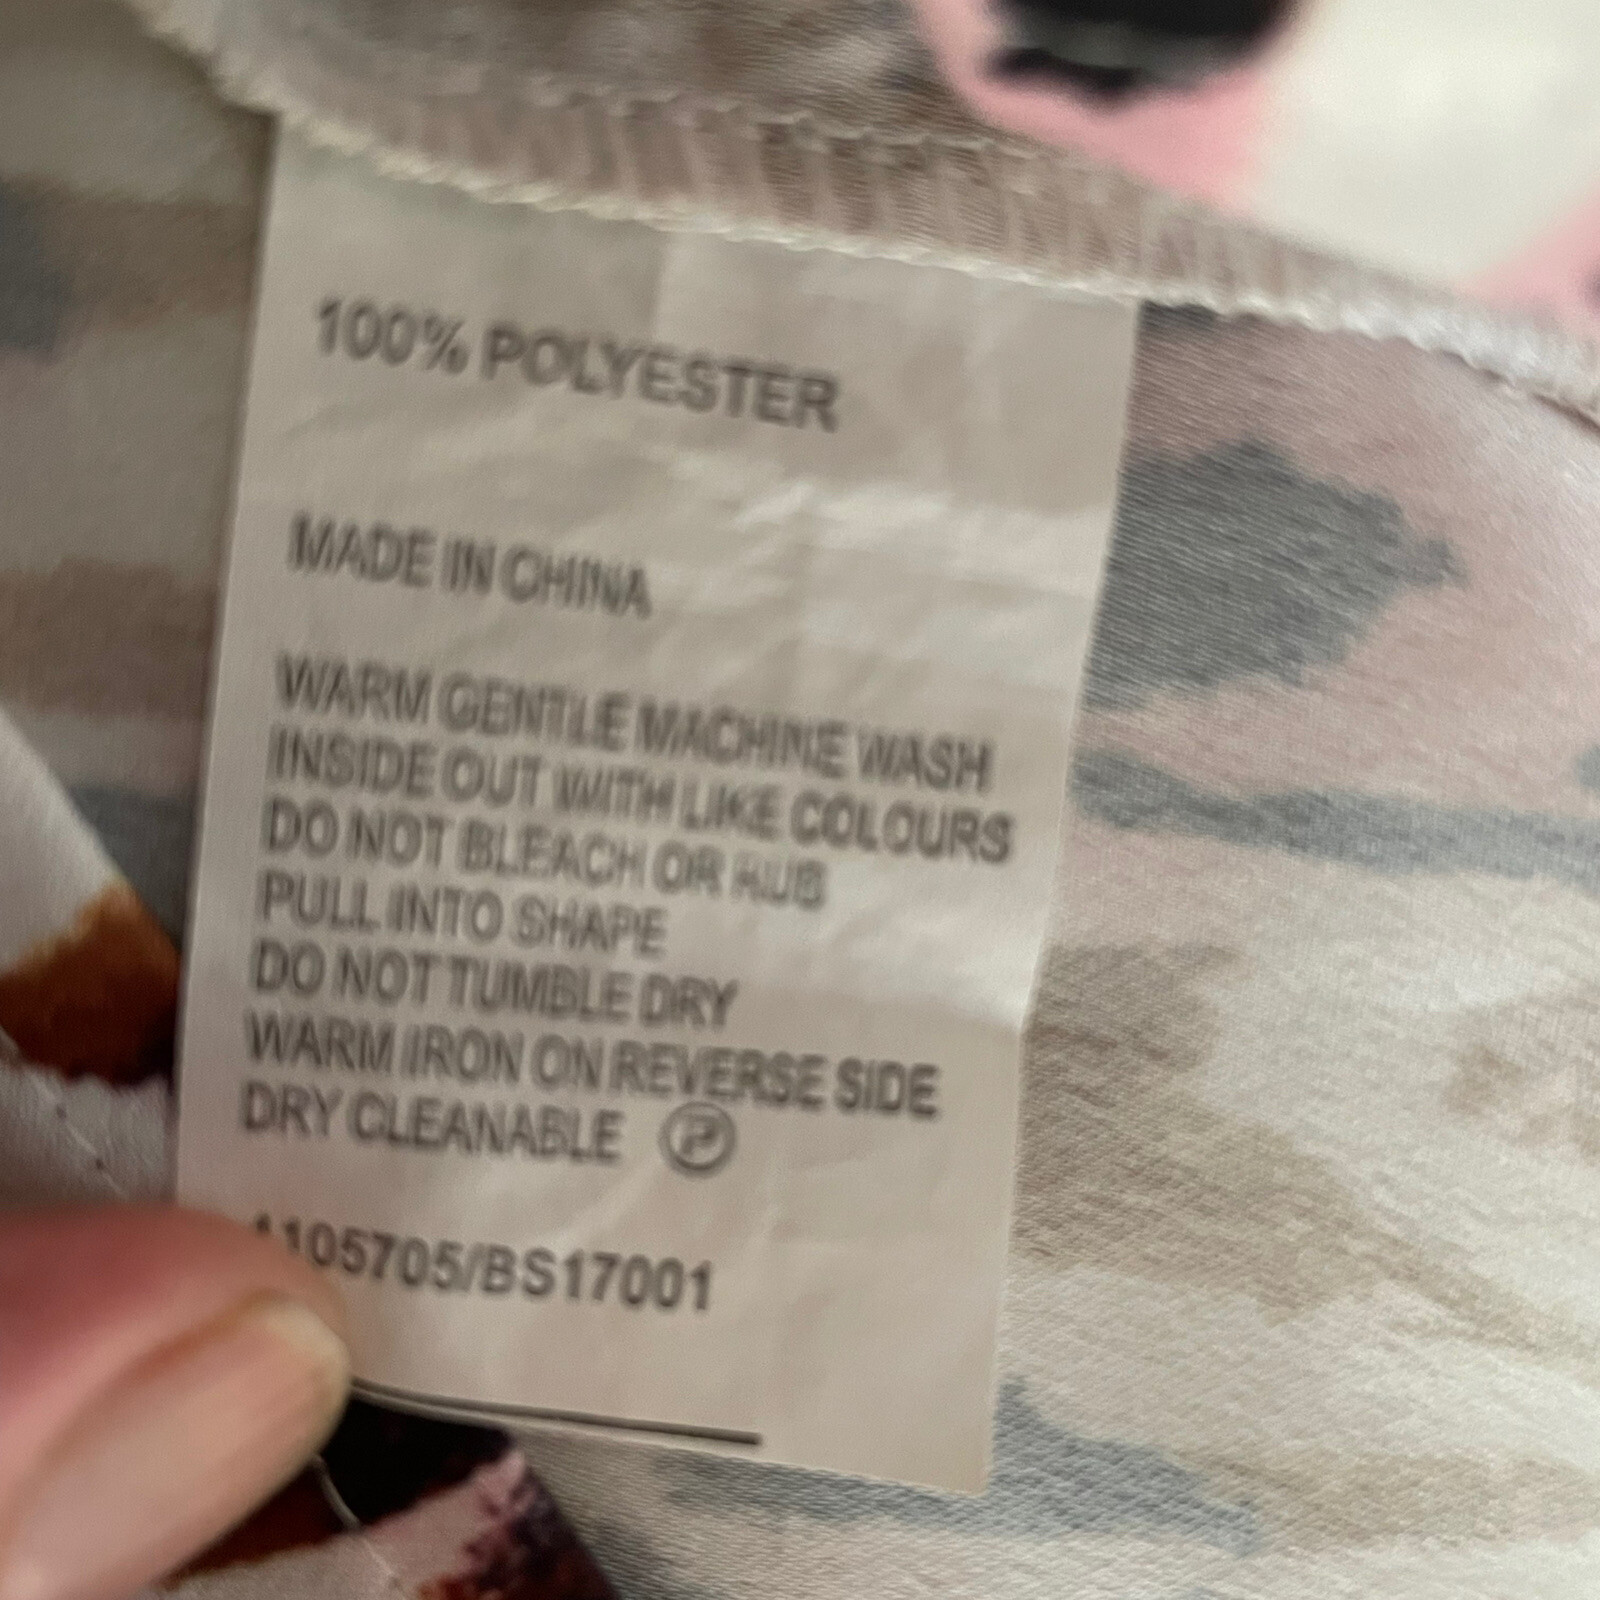 100% POLYESTER
MADE IN CHINA
WARM GENTLE MACHINE WASH
INSIDE OUT WITH LIKE COLOURS
DO NOT BLEACH OR RUB
PULL INTO SHAPE
DO NOT TUMBLE DRY
WARM IRON ON REVERSE SIDE
DRY CLEANABLE Ⓟ
105705/BS17001